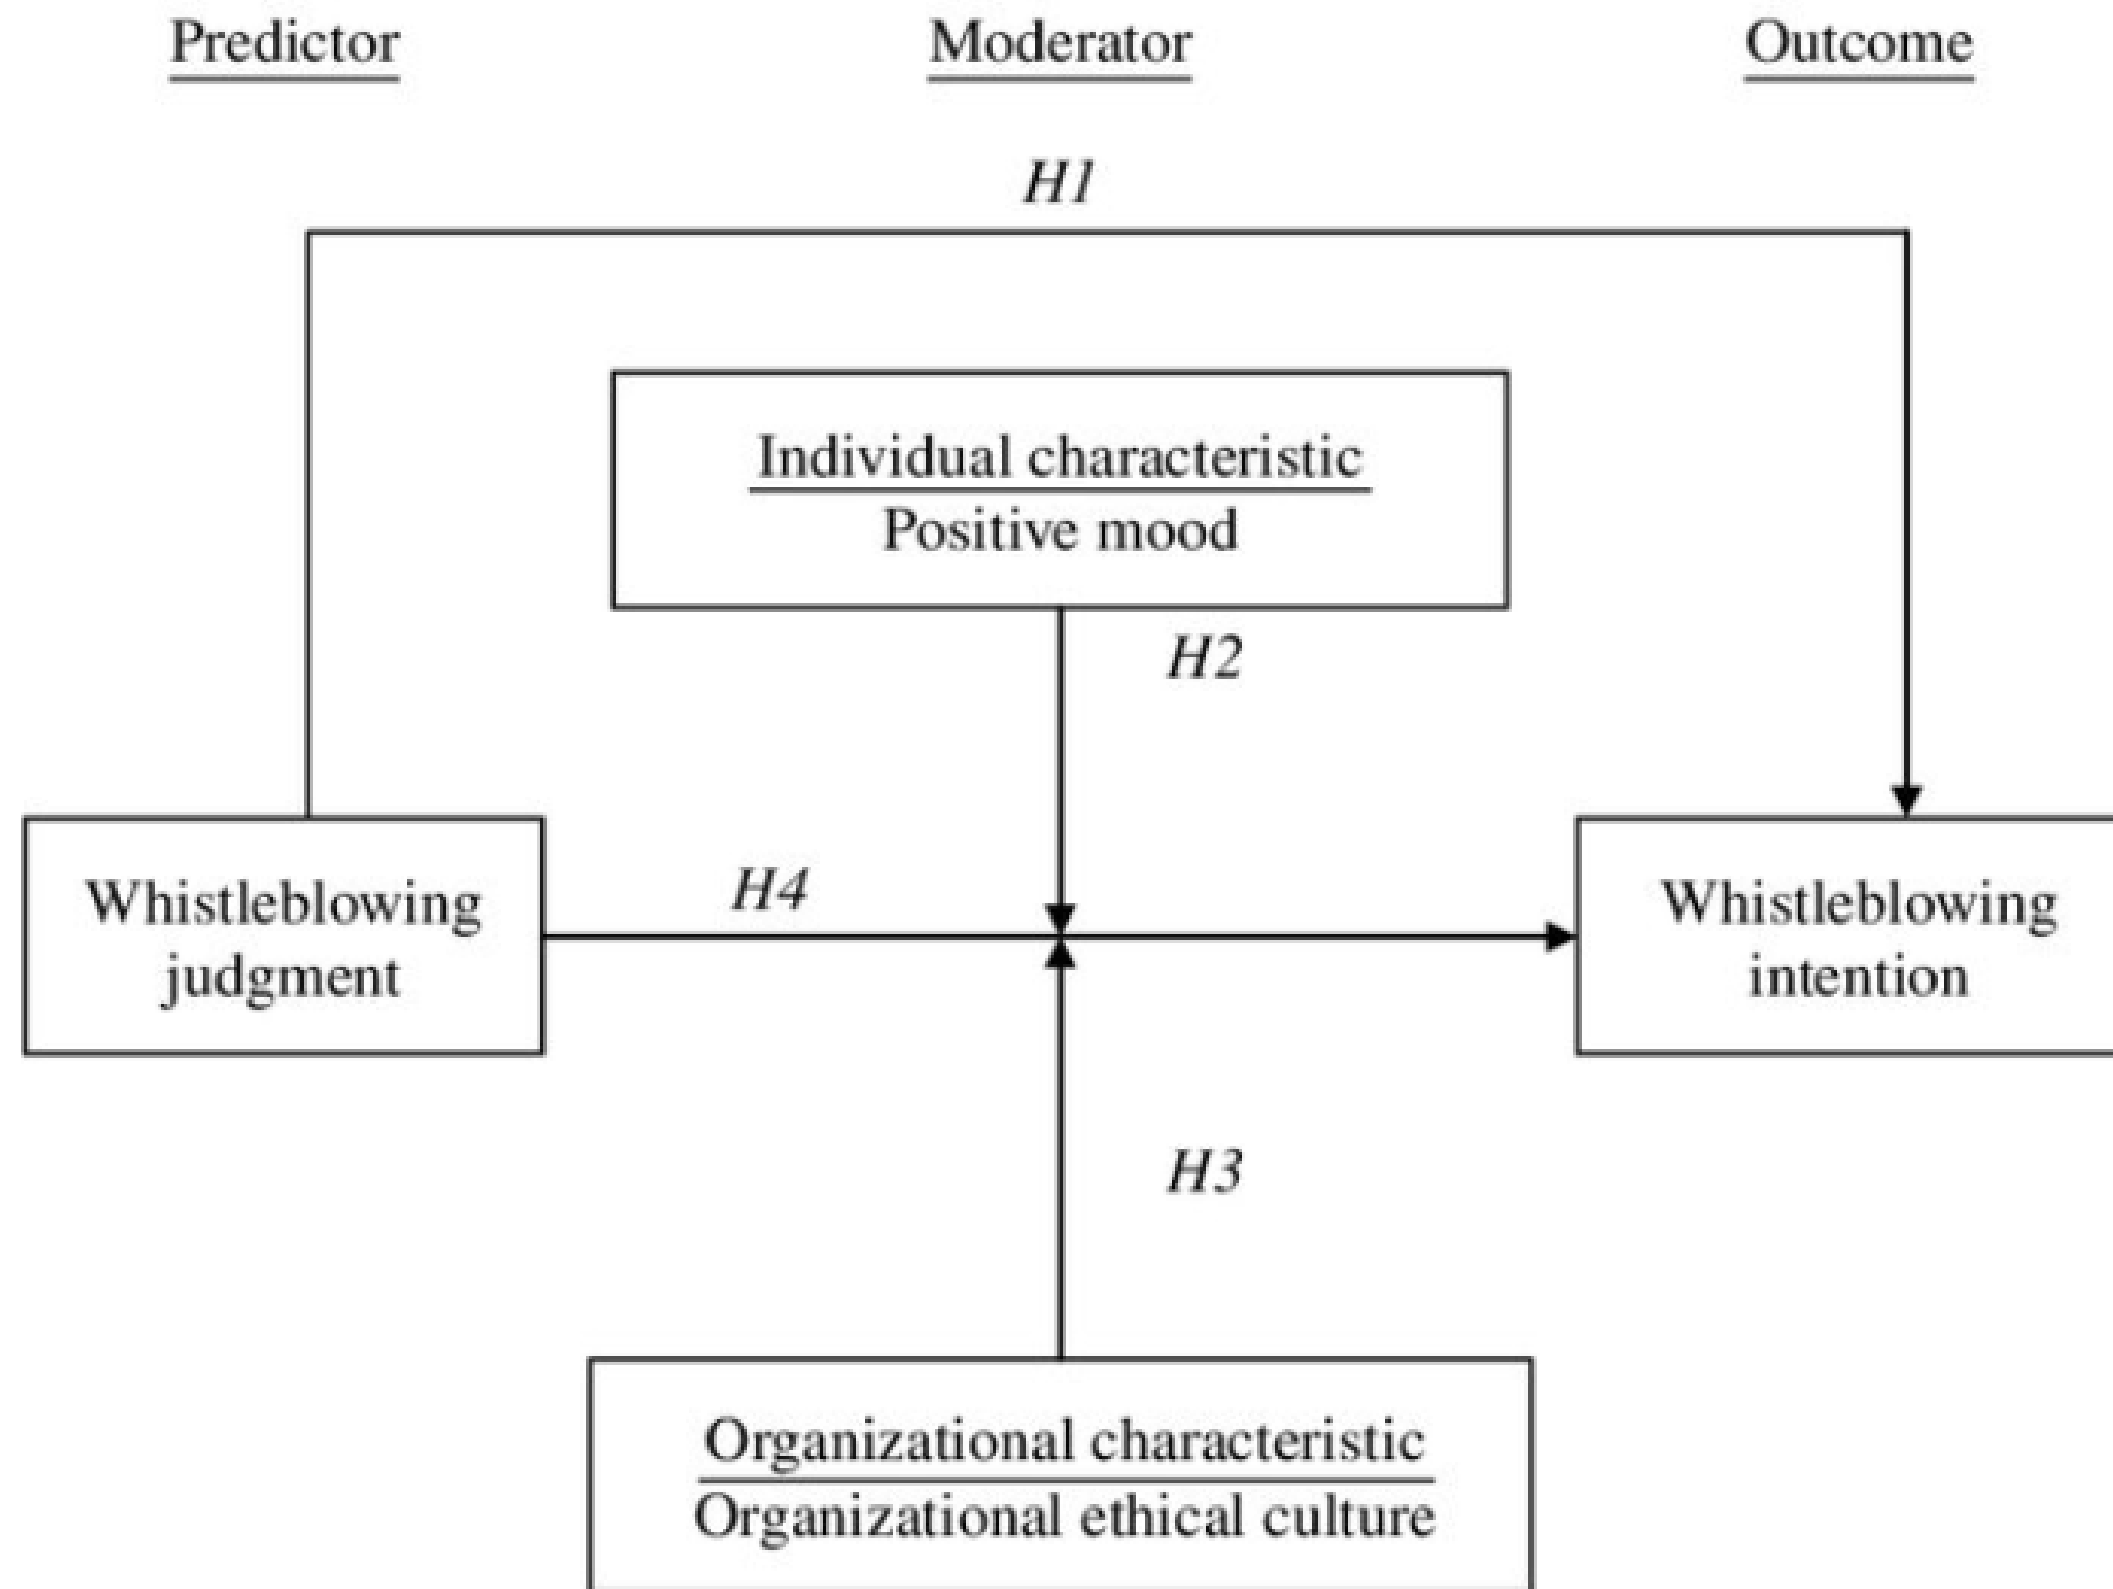 Predictor
Moderator
Outcome
H1
Individual characteristic
Positive mood
H2
Whistleblowing
judgment
H4
Whistleblowing
intention
H3
Organizational characteristic
Organizational ethical culture